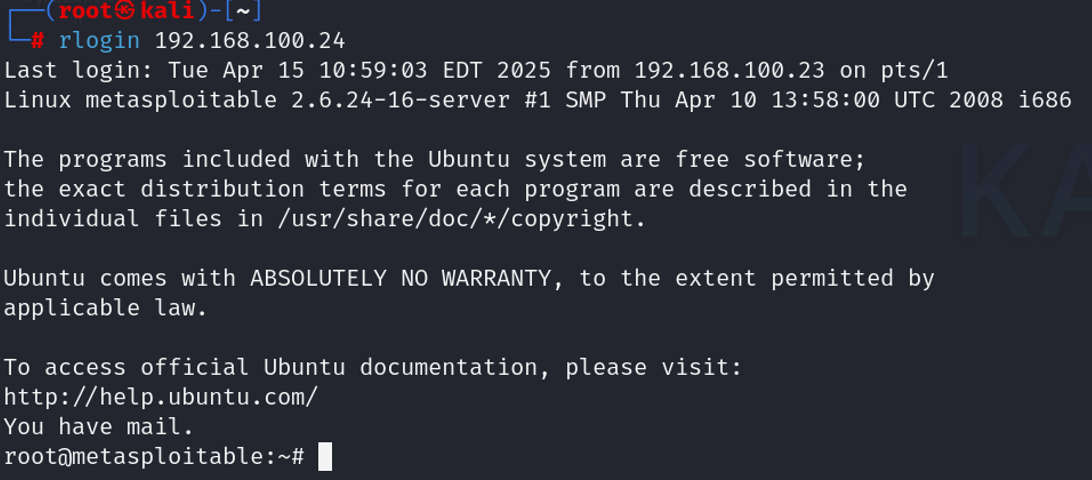 ┌──(root㉿kali)-[~]
└─# rlogin 192.168.100.24
Last login: Tue Apr 15 10:59:03 EDT 2025 from 192.168.100.23 on pts/1
Linux metasploitable 2.6.24-16-server #1 SMP Thu Apr 10 13:58:00 UTC 2008 i686
The programs included with the Ubuntu system are free software;
the exact distribution terms for each program are described in the
individual files in /usr/share/doc/*/copyright.
Ubuntu comes with ABSOLUTELY NO WARRANTY, to the extent permitted by
applicable law.
To access official Ubuntu documentation, please visit:
http://help.ubuntu.com/
You have mail.
root@metasploitable:~#
KA